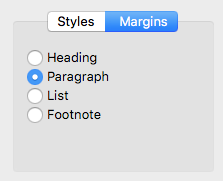 Styles Margins
Heading
Paragraph
List
Footnote